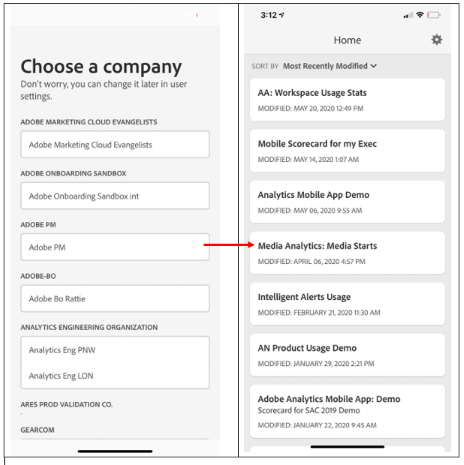 Choose a company
Don't worry, you can change it later in user
settings.
ADOBE MARKETING CLOUD EVANGELISTS
Adobe Marketing Cloud Evangelists
ADOBE ONBOARDING SANDBOX
Adobe Onboarding Sandbox int
ADOBE PM
Adobe PM
ADOBE-BO
Adobe Bo Rattie
ANALYTICS ENGINEERING ORGANIZATION
Analytics Eng PNW
Analytics Eng LON
ARES PROD VALIDATION CO.
GEARCOM
3:12
Home
SORT BY Most Recently Modified
AA: Workspace Usage Stats
MODIFIED: MAY 20, 2020 12:49 PM
Mobile Scorecard for my Exec
MODIFIED: MAY 14, 2020 1:07 AM
Analytics Mobile App Demo
MODIFIED: MAY 06, 2020 9:55 AM
Media Analytics: Media Starts
MODIFIED: APRIL 06, 2020 4:57 PM
Intelligent Alerts Usage
MODIFIED: FEBRUARY 21, 2020 11:30 AM
AN Product Usage Demo
MODIFIED: JANUARY 29, 2020 2:21 PM
Adobe Analytics Mobile App: Demo
Scorecard for SAC 2019 Demo
MODIFIED: JANUARY 22, 2020 9:45 AM